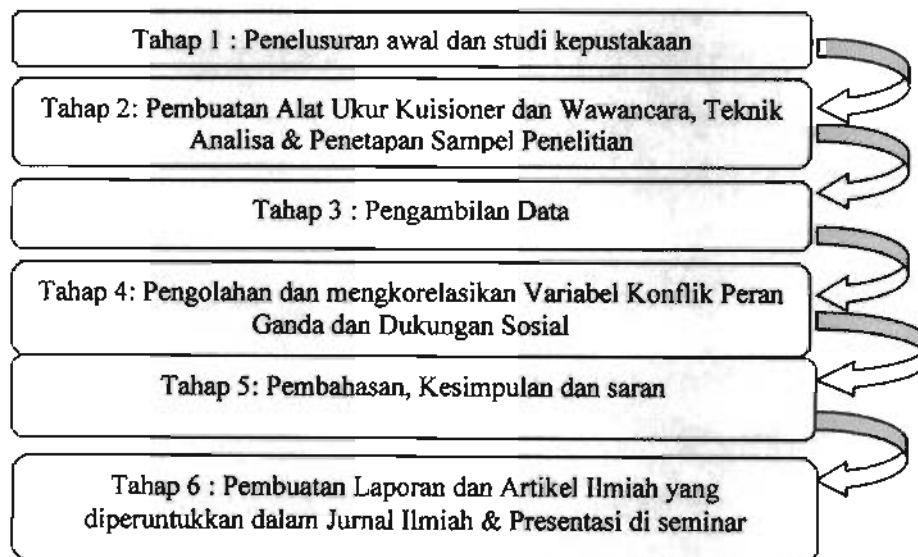 Tahap 1 : Penelusuran awal dan studi kepustakaan
Tahap 2: Pembuatan Alat Ukur Kuisioner dan Wawancara, Teknik
Analisa & Penetapan Sampel Penelitian
Tahap 3 : Pengambilan Data
Tahap 4: Pengolahan dan mengkorelasikan Variabel Konflik Peran
Ganda dan Dukungan Sosial
Tahap 5: Pembahasan, Kesimpulan dan saran
Tahap 6 : Pembuatan Laporan dan Artikel Ilmiah yang
diperuntukkan dalam Jurnal Ilmiah & Presentasi di seminar